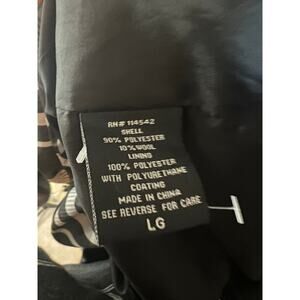 RN# 114542
SHELL
90% POLYESTER
10% WOOL
LINING
100% POLYESTER
WITH POLYURETHANE
COATING
MADE IN CHINA
SEE REVERSE FOR CARE
LG